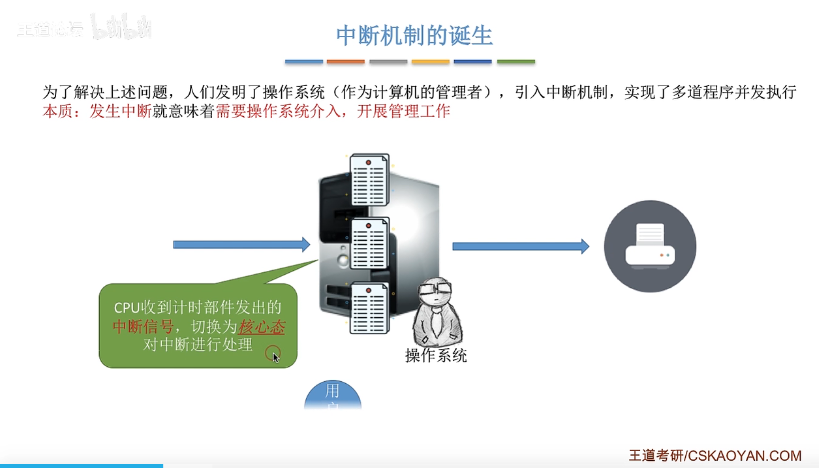 中断机制的诞生
为了解决上述问题，人们发明了操作系统（作为计算机的管理者），引入中断机制，实现了多道程序并发执行
本质：发生中断就意味着需要操作系统介入，开展管理工作
CPU收到计时部件发出的
中断信号，切换为核心态
对中断进行处理
操作系统
用
王道考研/CSKAOYAN.COM